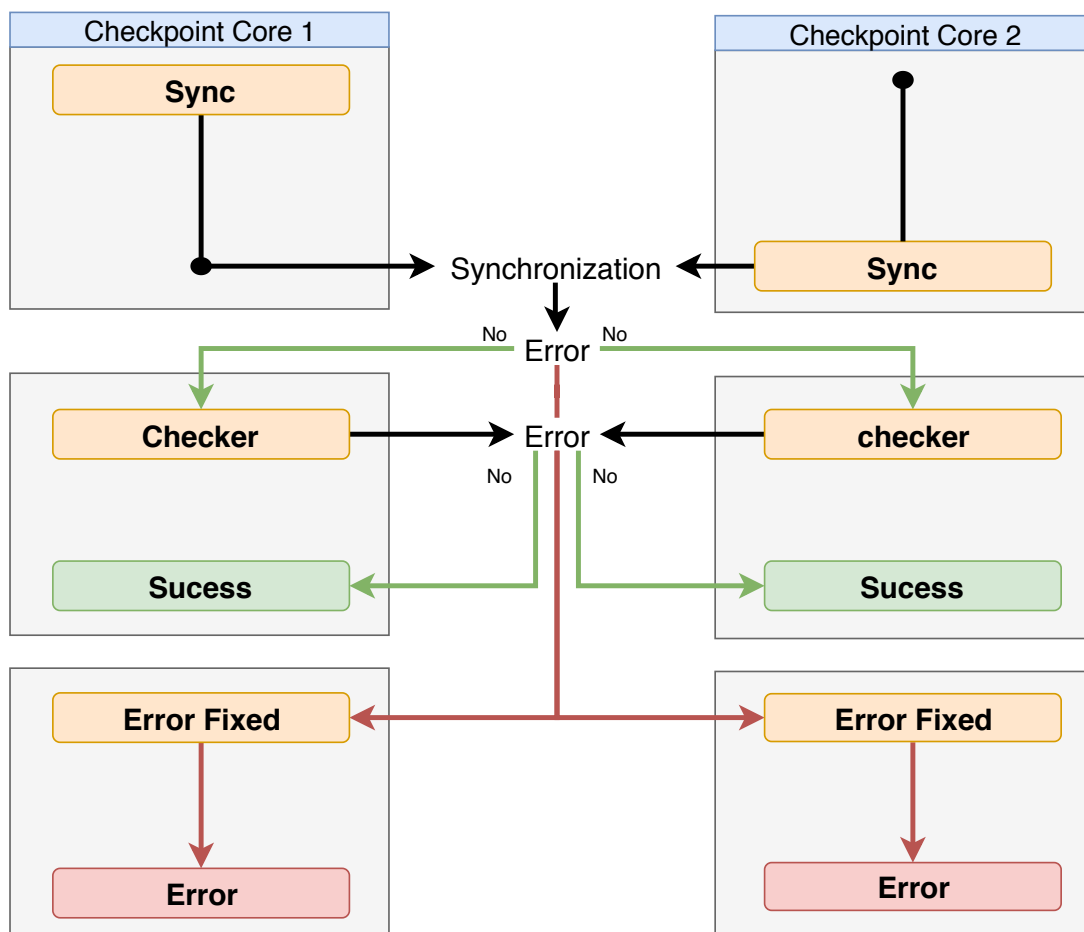 Checkpoint Core 1
Checkpoint Core 2
Sync
Synchronization
Sync
No
No
Error
Checker
Error
checker
No
No
Sucess
Sucess
Error Fixed
Error Fixed
Error
Error